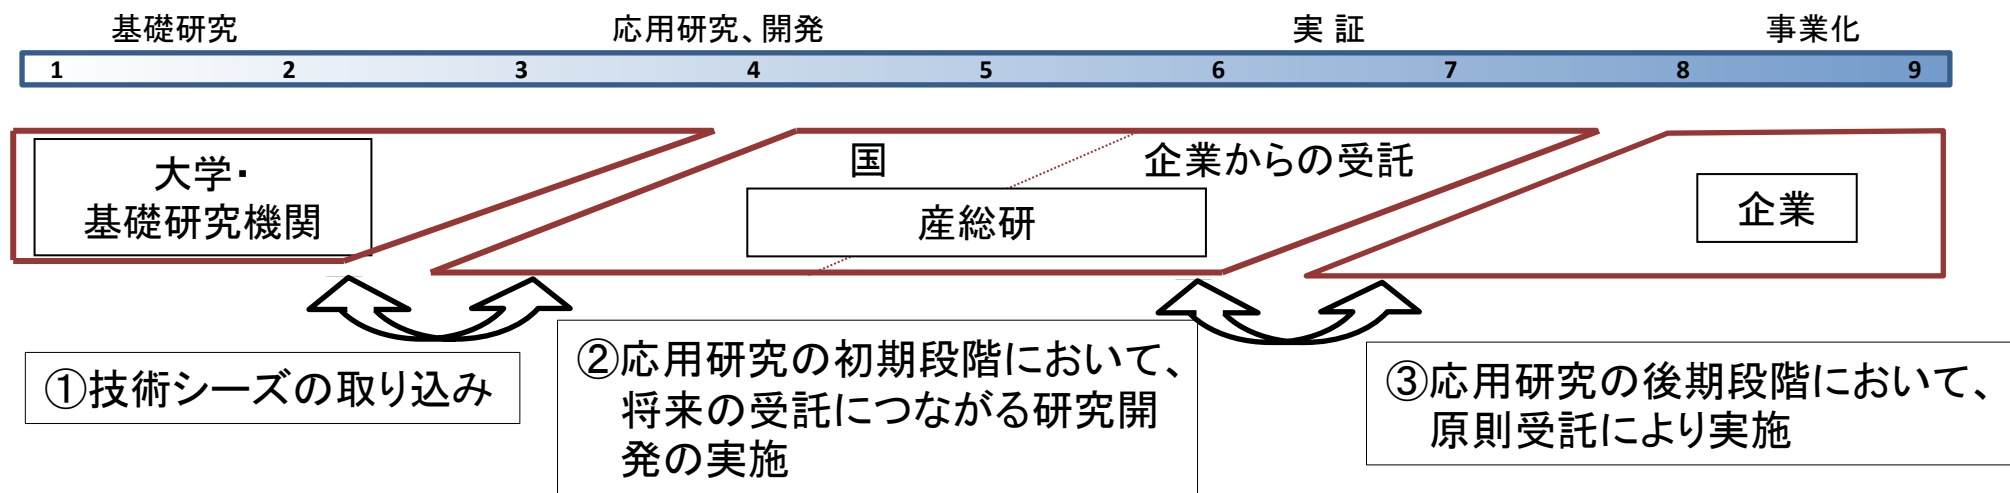 基礎研究
応用研究、開発
実 証
事業化
1 2 3 4 5 6 7 8 9
大学・
基礎研究機関
国
企業からの受託
産総研
企業
①技術シーズの取り込み
②応用研究の初期段階において、
将来の受託につながる研究開
発の実施
③応用研究の後期段階において、
原則受託により実施